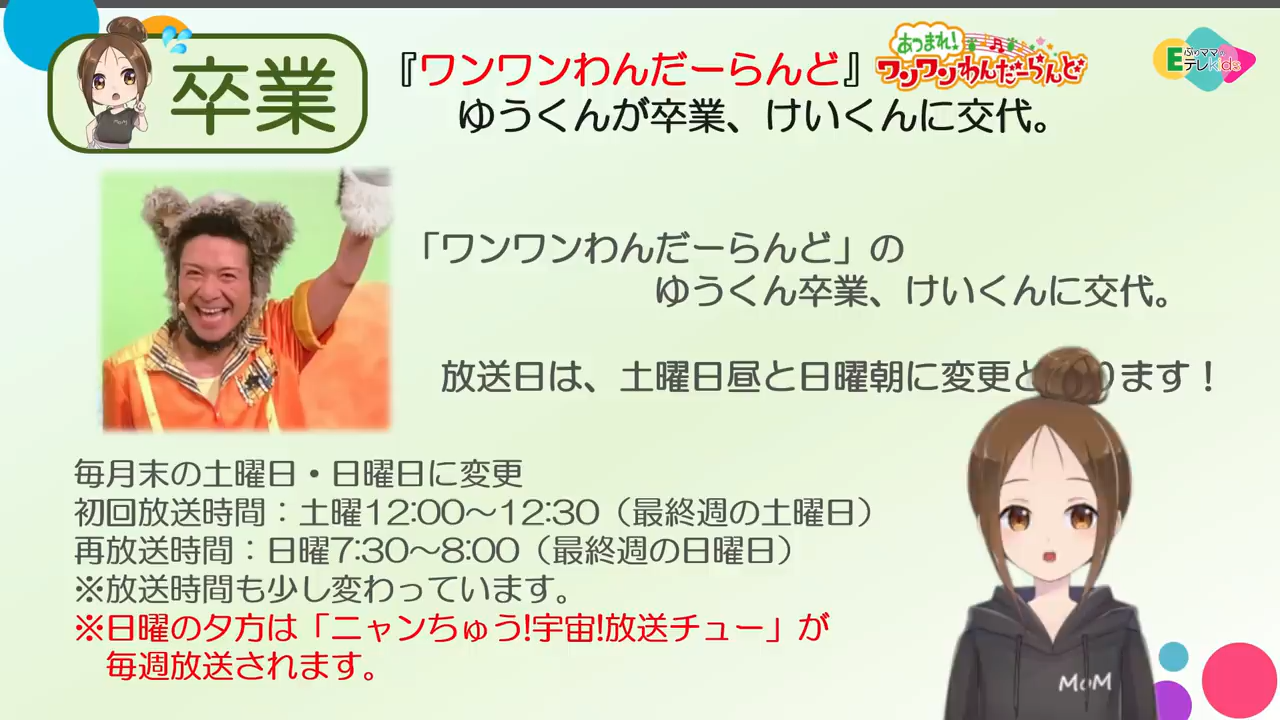 卒業
MoM
『ワンワンわんだーらんど』
ゆうくんが卒業、けいくんに交代。
あつまれ!
ワンワンわんだーらんど
Eテレkids
ふゆママの
「ワンワンわんだーらんど」の
ゆうくん卒業、けいくんに交代。
放送日は、土曜日昼と日曜朝に変更と ります！
毎月末の土曜日・日曜日に変更
初回放送時間：土曜12:00～12:30（最終週の土曜日）
再放送時間：日曜7:30～8:00（最終週の日曜日）
※放送時間も少し変わっています。
※日曜の夕方は「ニャンちゅう!宇宙!放送チュー」が
毎週放送されます。
MoM